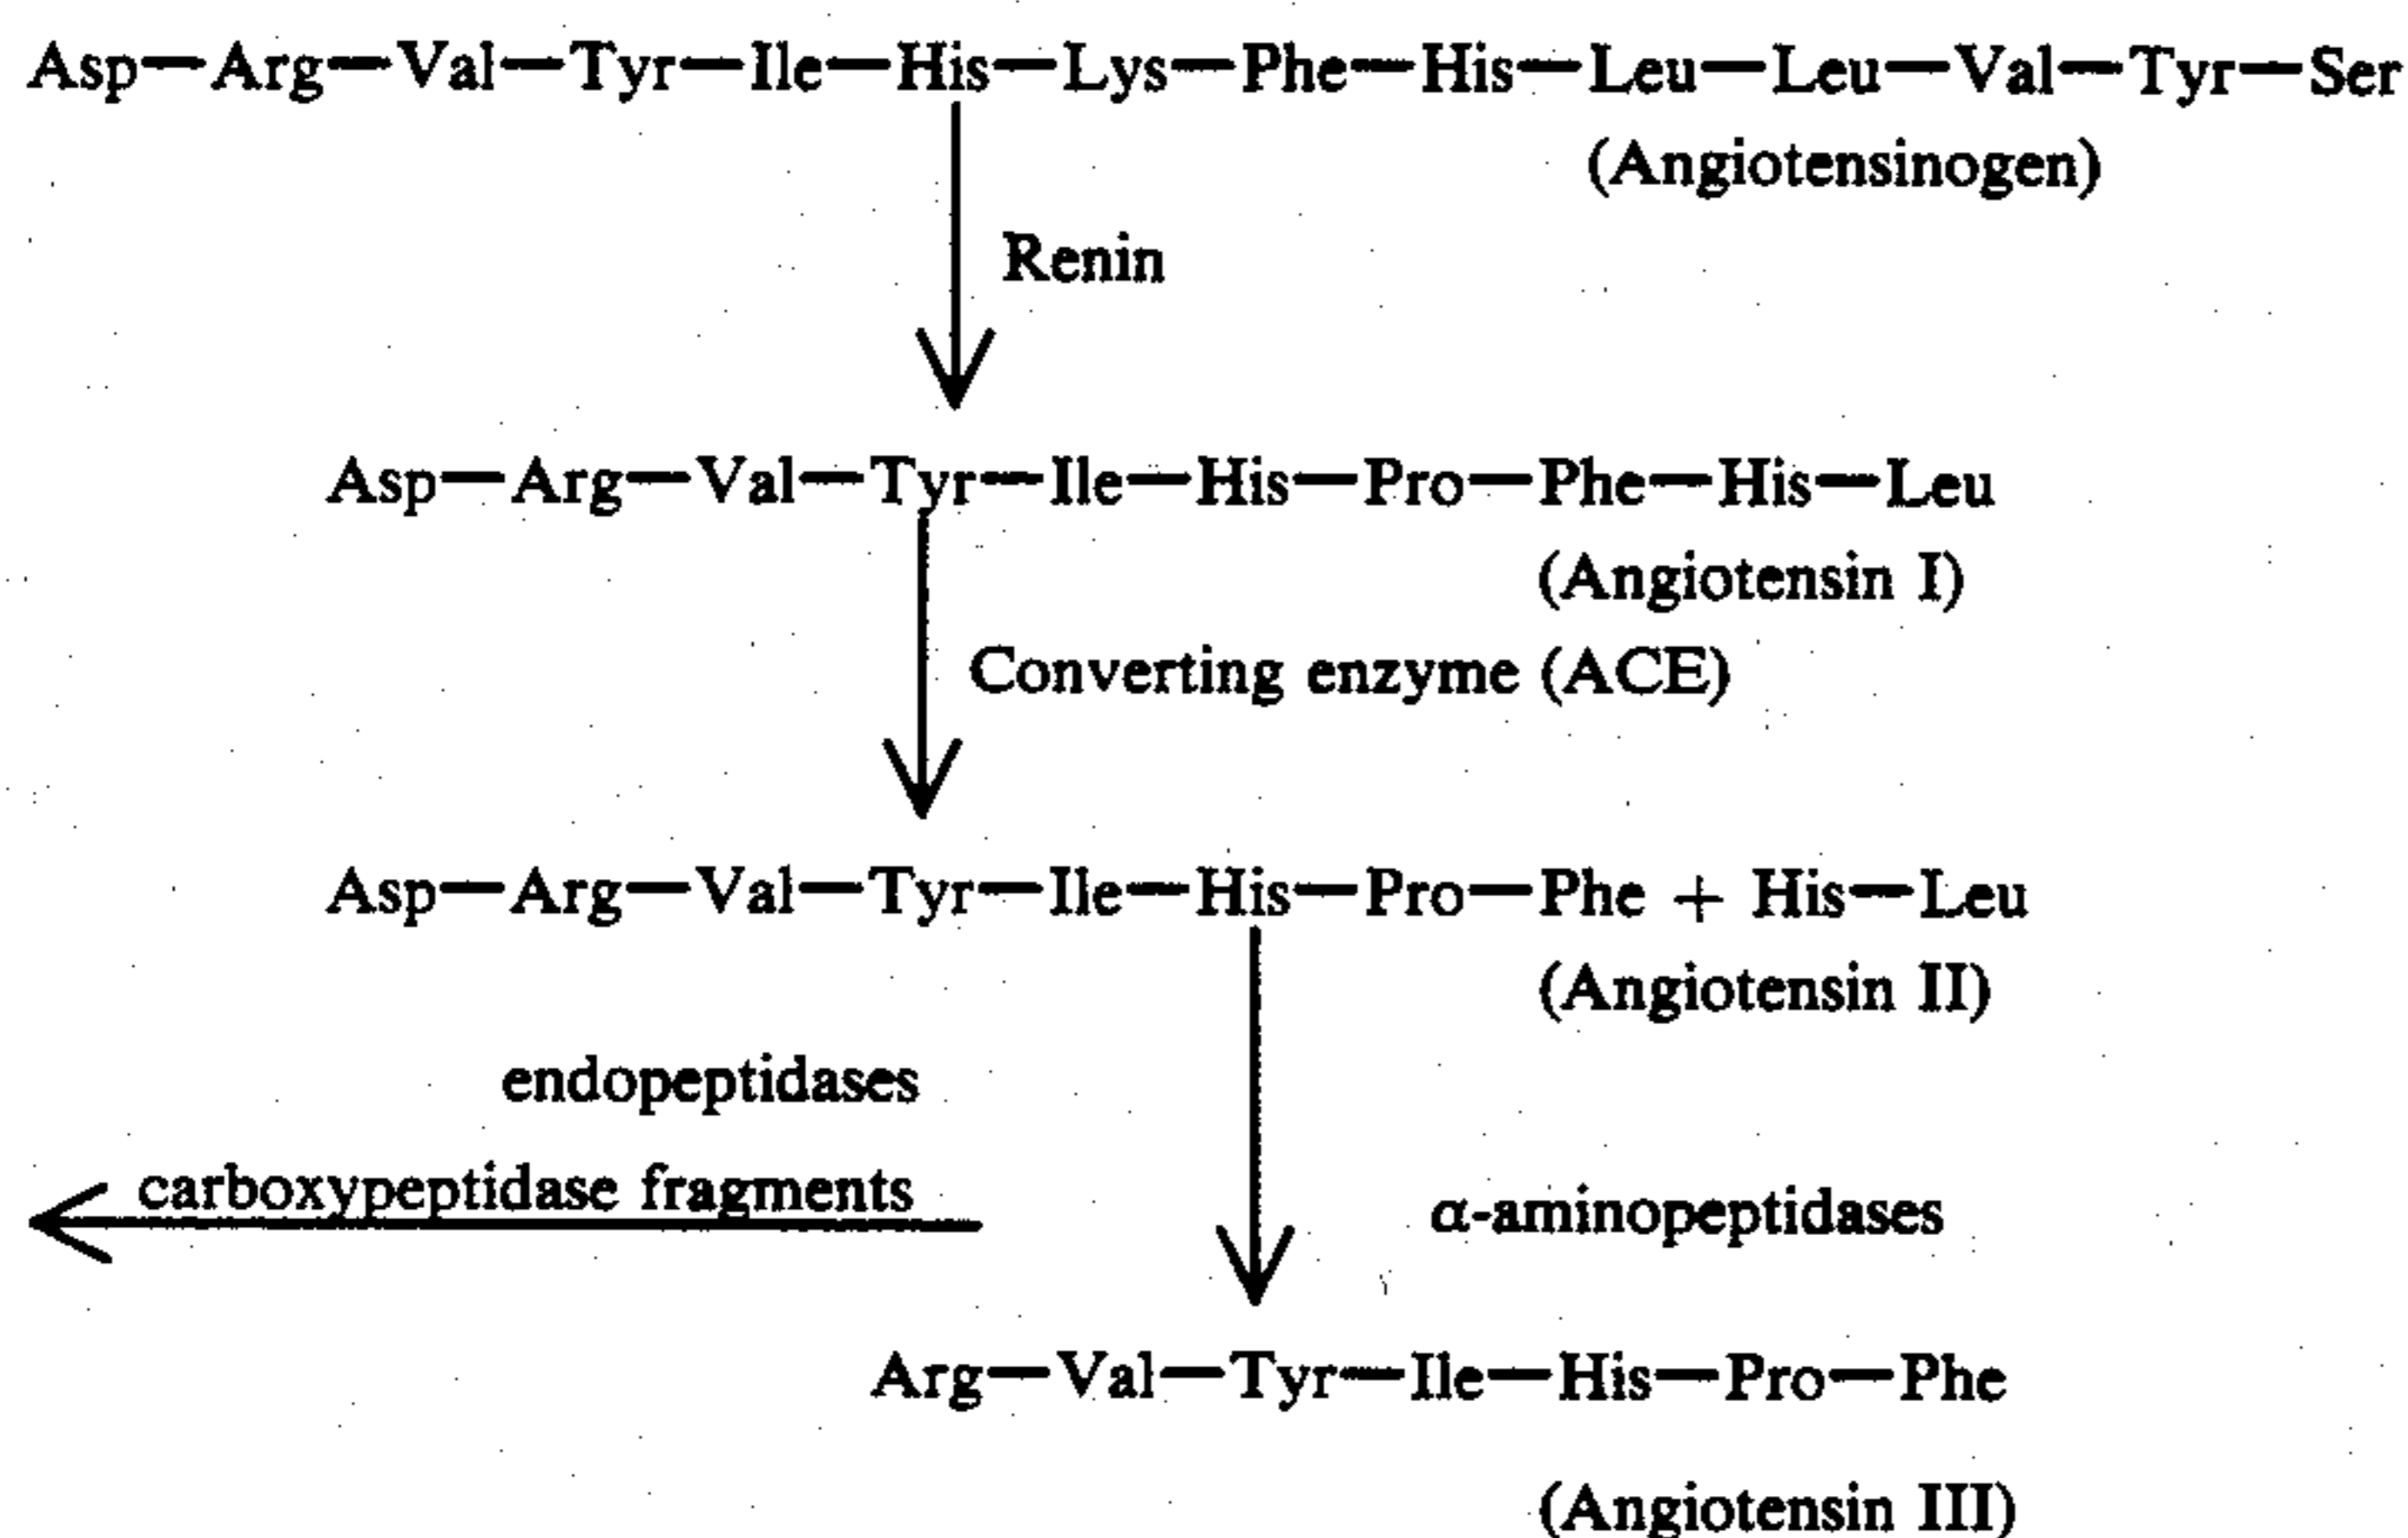 Asp—Arg—Val—Tyr—Ile—His—Lys—Phe—His—Leu—Leu—Val—Tyr—Ser
(Angiotensinogen)
Renin
Asp—Arg—Val—Tyr—Ile—His—Pro—Phe—His—Leu
(Angiotensin I)
Converting enzyme (ACE)
Asp—Arg—Val—Tyr—Ile—His—Pro—Phe + His—Leu
(Angiotensin II)
endopeptidases
carboxypeptidase fragments
α-aminopeptidases
Arg—Val—Tyr—Ile—His—Pro—Phe
(Angiotensin III)